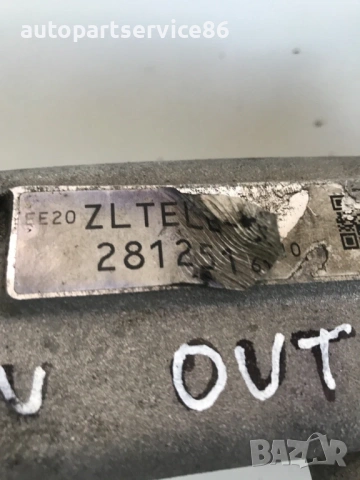 autopartservice86
EE20 ZLTEL
2812
OUT
BAZAR